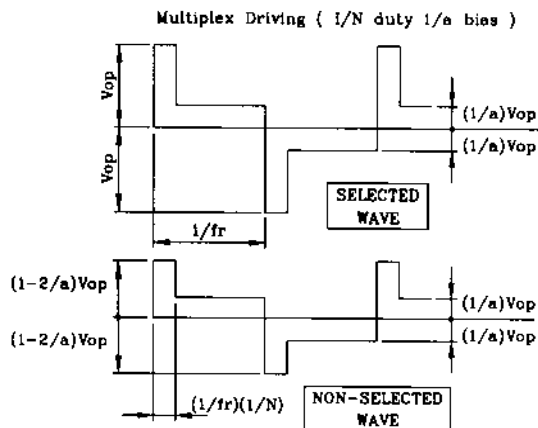 Multiplex Driving ( 1/N duty 1/a bias )
Vop
Vop
(1/a)Vop
(1/a)Vop
SELECTED
WAVE
1/fr
(1-2/a)Vop
(1-2/a)Vop
(1/a)Vop
(1/a)Vop
(1/fr)(1/N)
NON-SELECTED
WAVE